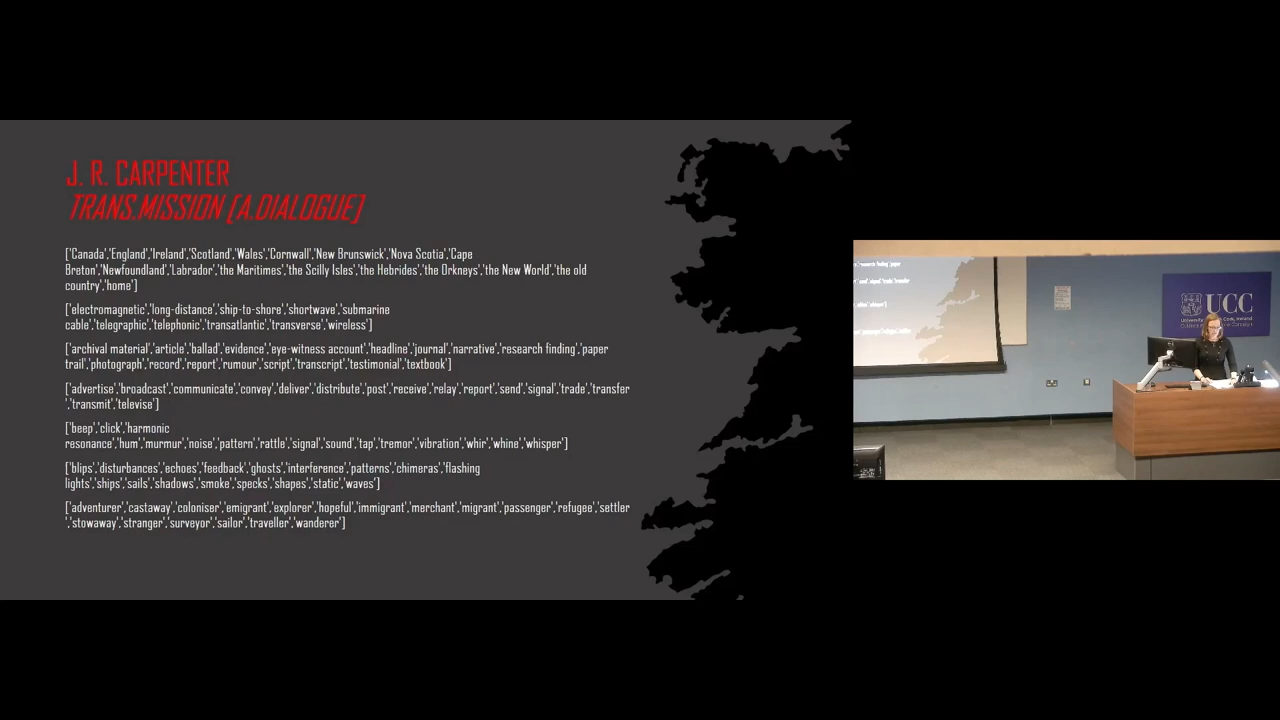 J. R. CARPENTER
TRANS.MISSION [A.DIALOGUE]
['Canada','England','Ireland','Scotland','Wales','Cornwall','New Brunswick','Nova Scotia','Cape
Breton','Newfoundland','Labrador','the Maritimes','the Scilly Isles','the Hebrides','the Orkneys','the New World','the old
country','home']
['electromagnetic','long-distance','ship-to-shore','shortwave','submarine
cable','telegraphic','telephonic','transatlantic','transverse','wireless']
['archival material','article','ballad','evidence','eye-witness account','headline','journal','narrative','research finding','paper
trail','photograph','record','report','rumour','script','transcript','testimonial','textbook']
['advertise','broadcast','communicate','convey','deliver','distribute','post','receive','relay','report','send','signal','trade','transfer
','transmit','televise']
['beep','click','harmonic
resonance','hum','murmur','noise','pattern','rattle','signal','sound','tap','tremor','vibration','whir','whine','whisper']
['blips','disturbances','echoes','feedback','ghosts','interference','patterns','chimeras','flashing
lights','ships','sails','shadows','smoke','specks','shapes','static','waves']
['adventurer','castaway','coloniser','emigrant','explorer','hopeful','immigrant','merchant','migrant','passenger','refugee','settler
','stowaway','stranger','surveyor','sailor','traveller','wanderer']
UCC